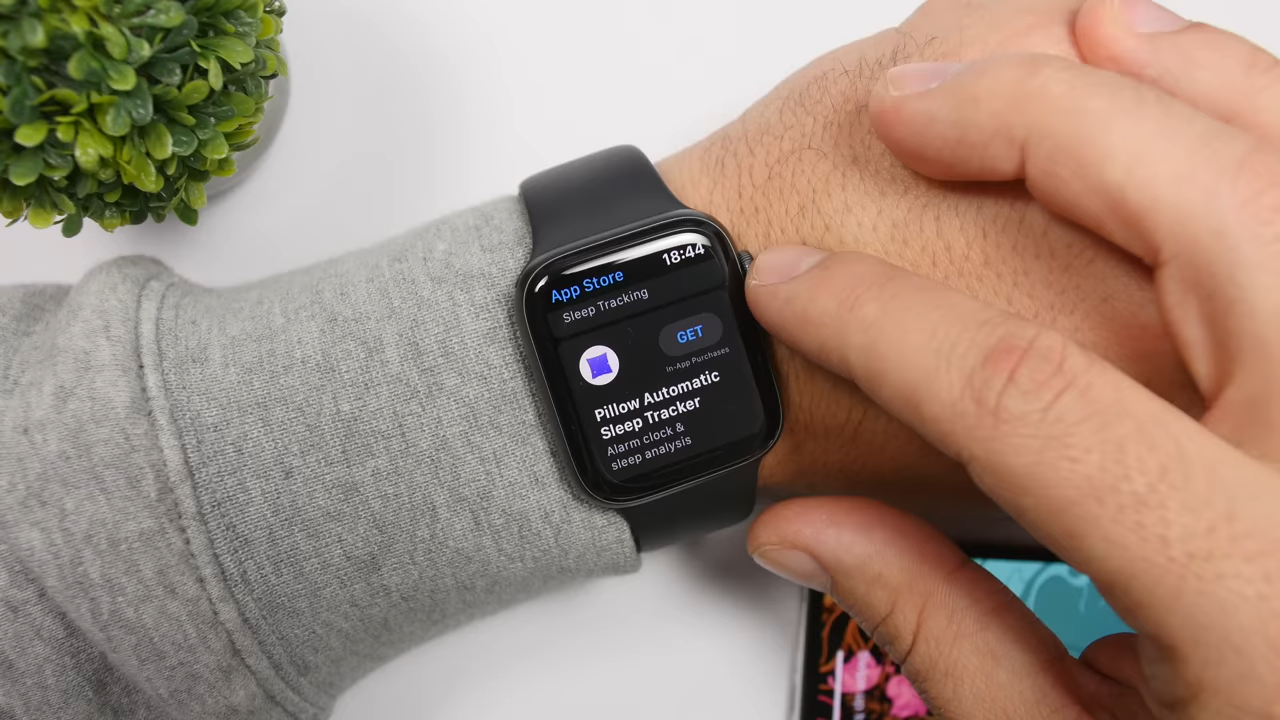 18:44
App Store
Sleep Tracking
GET
In-App Purchases
Pillow Automatic
Sleep Tracker
Alarm clock &
sleep analysis